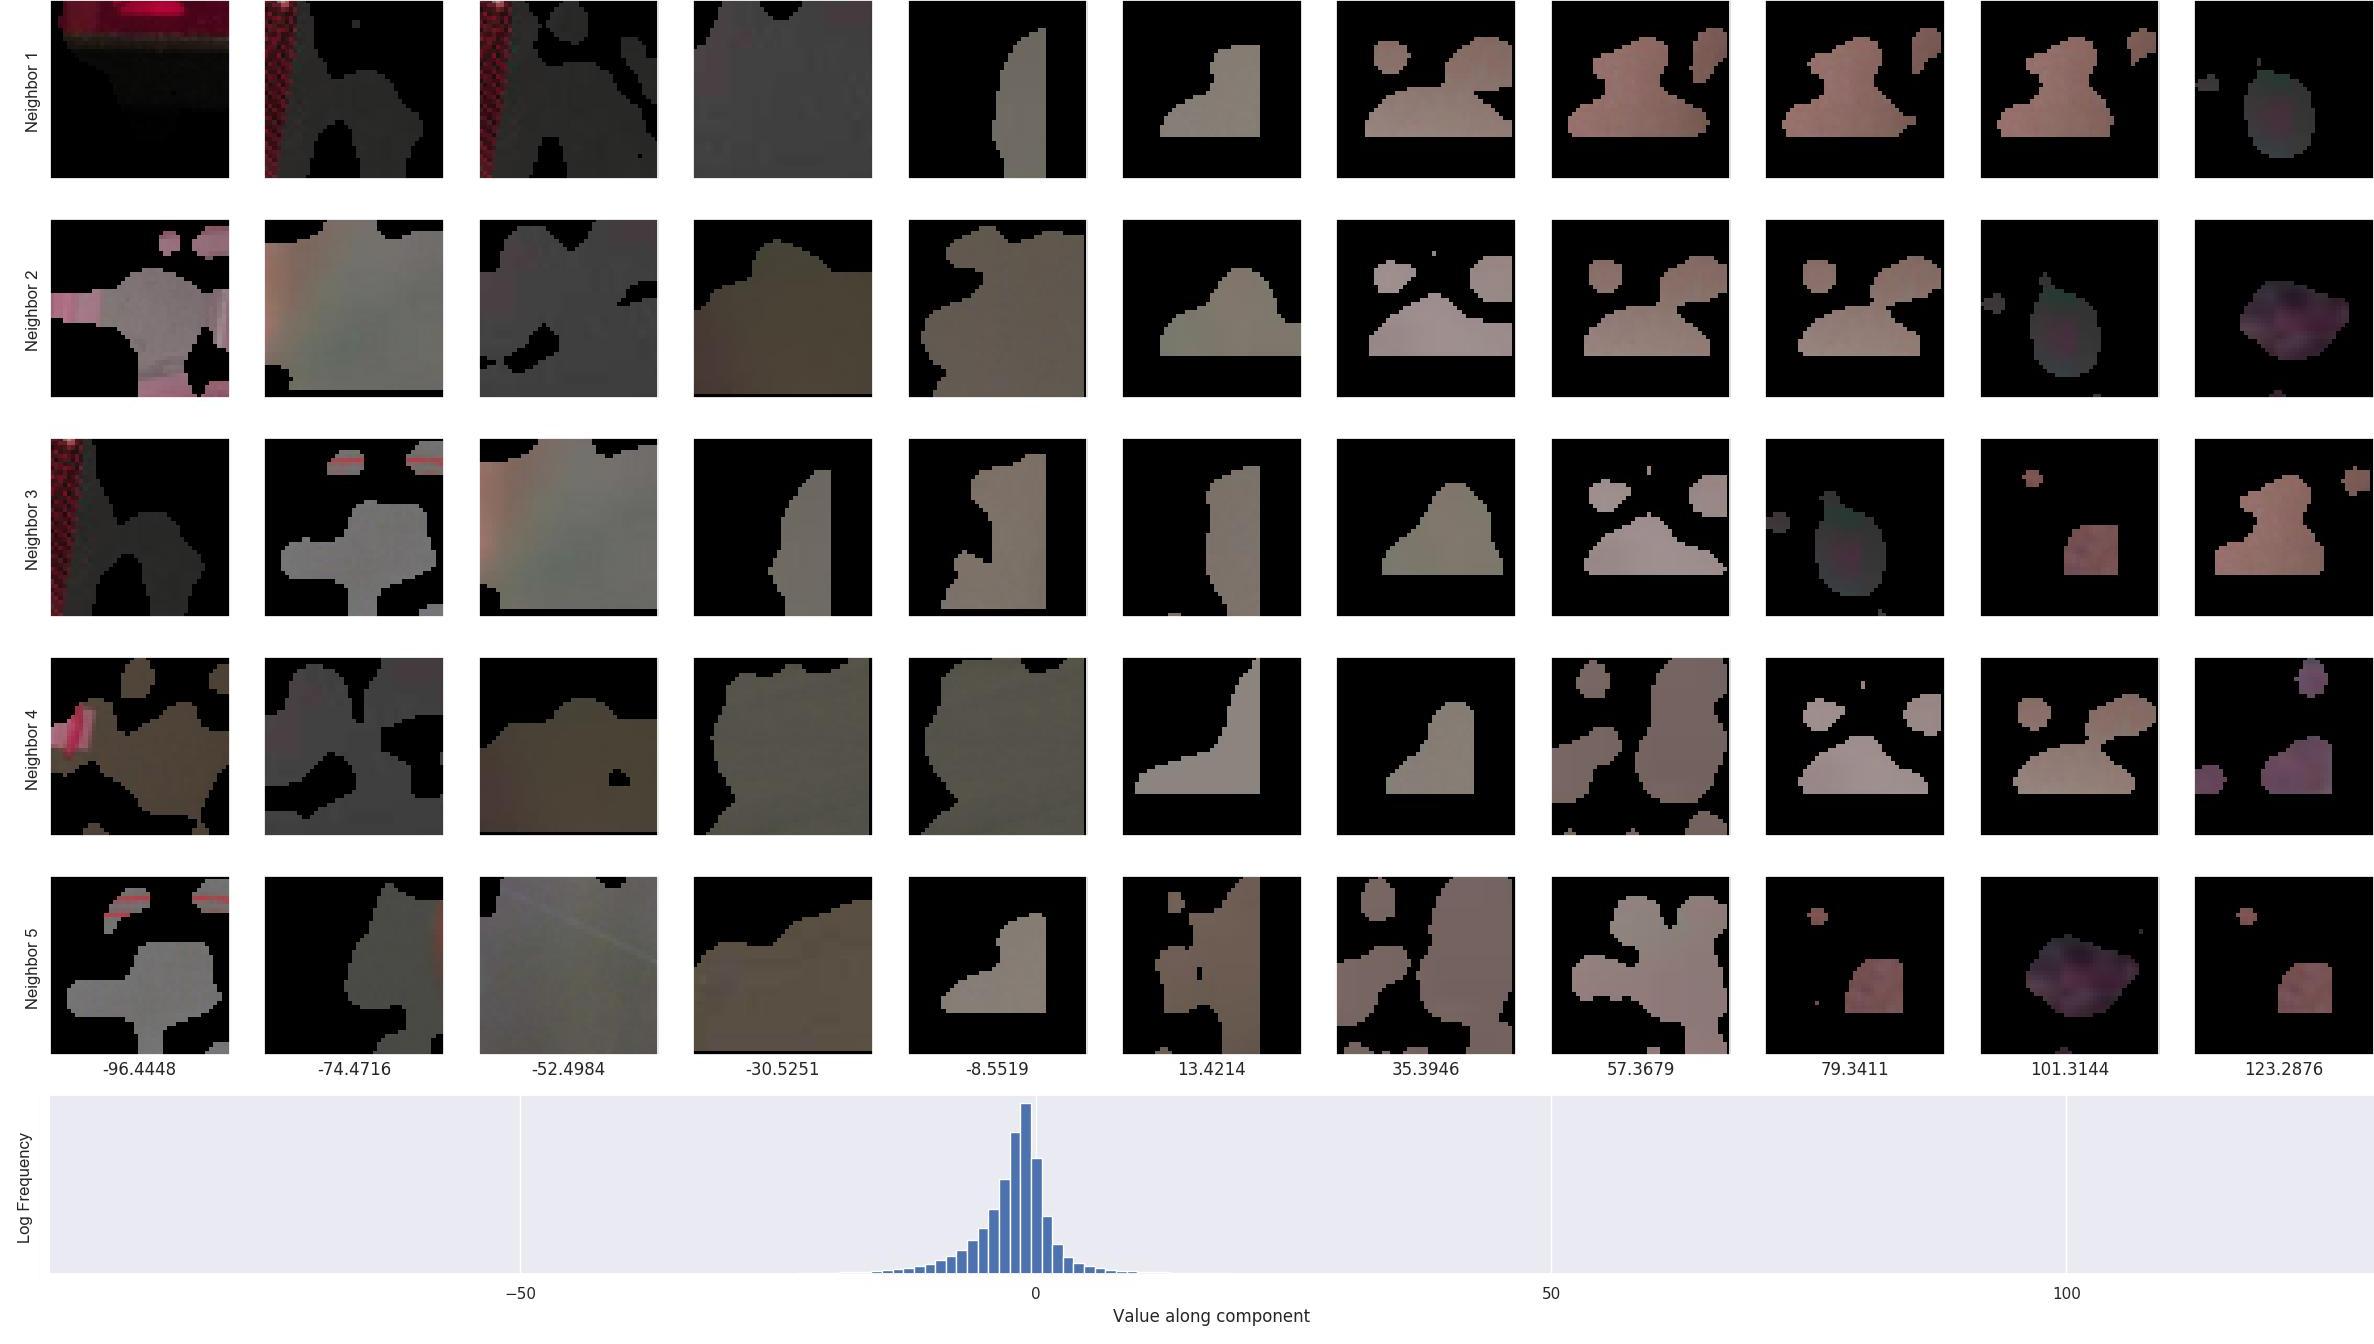 Neighbor 1
Neighbor 2
Neighbor 3
Neighbor 4
Neighbor 5
-96.4448 -74.4716 -52.4984 -30.5251 -8.5519 13.4214 35.3946 57.3679 79.3411 101.3144 123.2876
Log Frequency
−50 0 50 100
Value along component